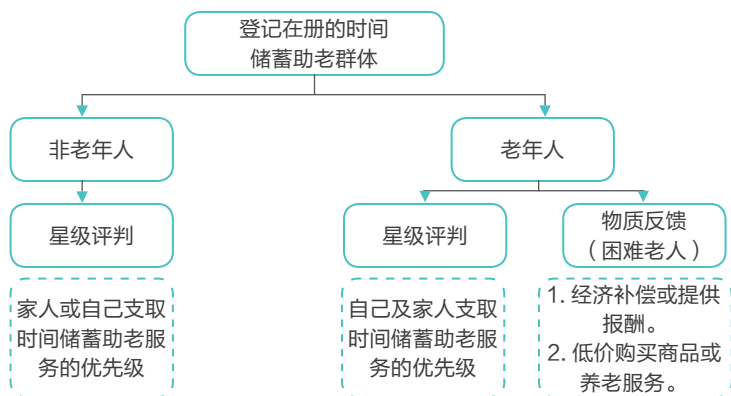 登记在册的时间
储蓄助老群体
非老年人
老年人
星级评判
星级评判
物质反馈
（困难老人）
家人或自己支取
时间储蓄助老服
务的优先级
自己及家人支取
时间储蓄助老服
务的优先级
1. 经济补偿或提供
报酬。
2. 低价购买商品或
养老服务。